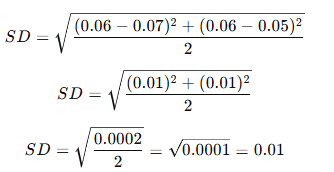 SD = √(((0.06 − 0.07)² + (0.06 − 0.05)²) / 2)
SD = √(((0.01)² + (0.01)²) / 2)
SD = √(0.0002 / 2) = √0.0001 = 0.01